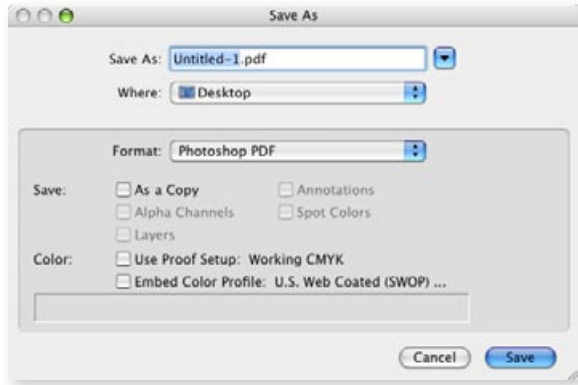 Save As
Save As: Untitled-1.pdf
Where: Desktop
Format: Photoshop PDF
Save: As a Copy Annotations
Alpha Channels Spot Colors
Layers
Color: Use Proof Setup: Working CMYK
Embed Color Profile: U.S. Web Coated (SWOP) ...
Cancel Save